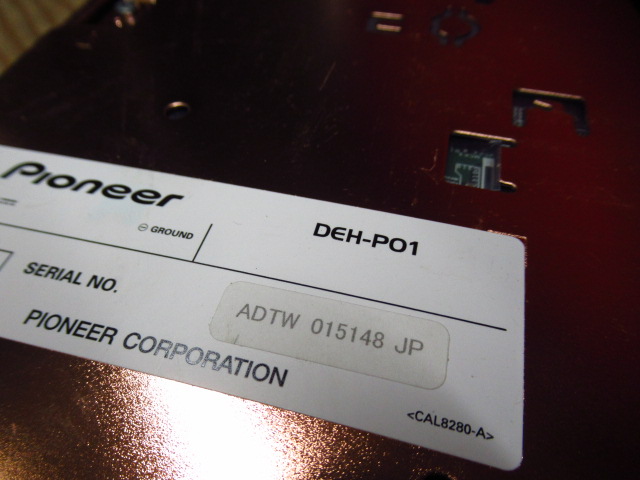 Pioneer
⊖ GROUND
DEH-P01
SERIAL NO.
ADTW 015148 JP
PIONEER CORPORATION
<CAL8280-A>